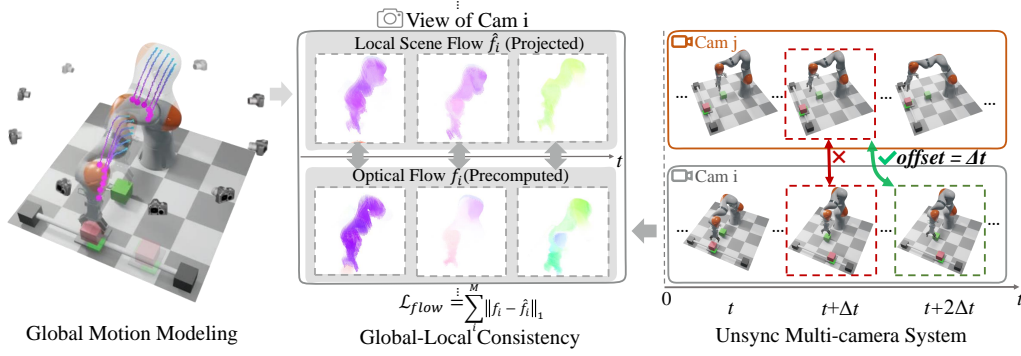 View of Cam i
Local Scene Flow f̂ᵢ (Projected)
t
Optical Flow fᵢ(Precomputed)
ℒ_flow = ∑ᵢᴹ ‖fᵢ − f̂ᵢ‖₁
Global Motion Modeling
Global-Local Consistency
Cam j
...
...
...
offset = Δt
Cam i
...
...
...
0
t
t+Δt
t+2Δt
t
Unsync Multi-camera System